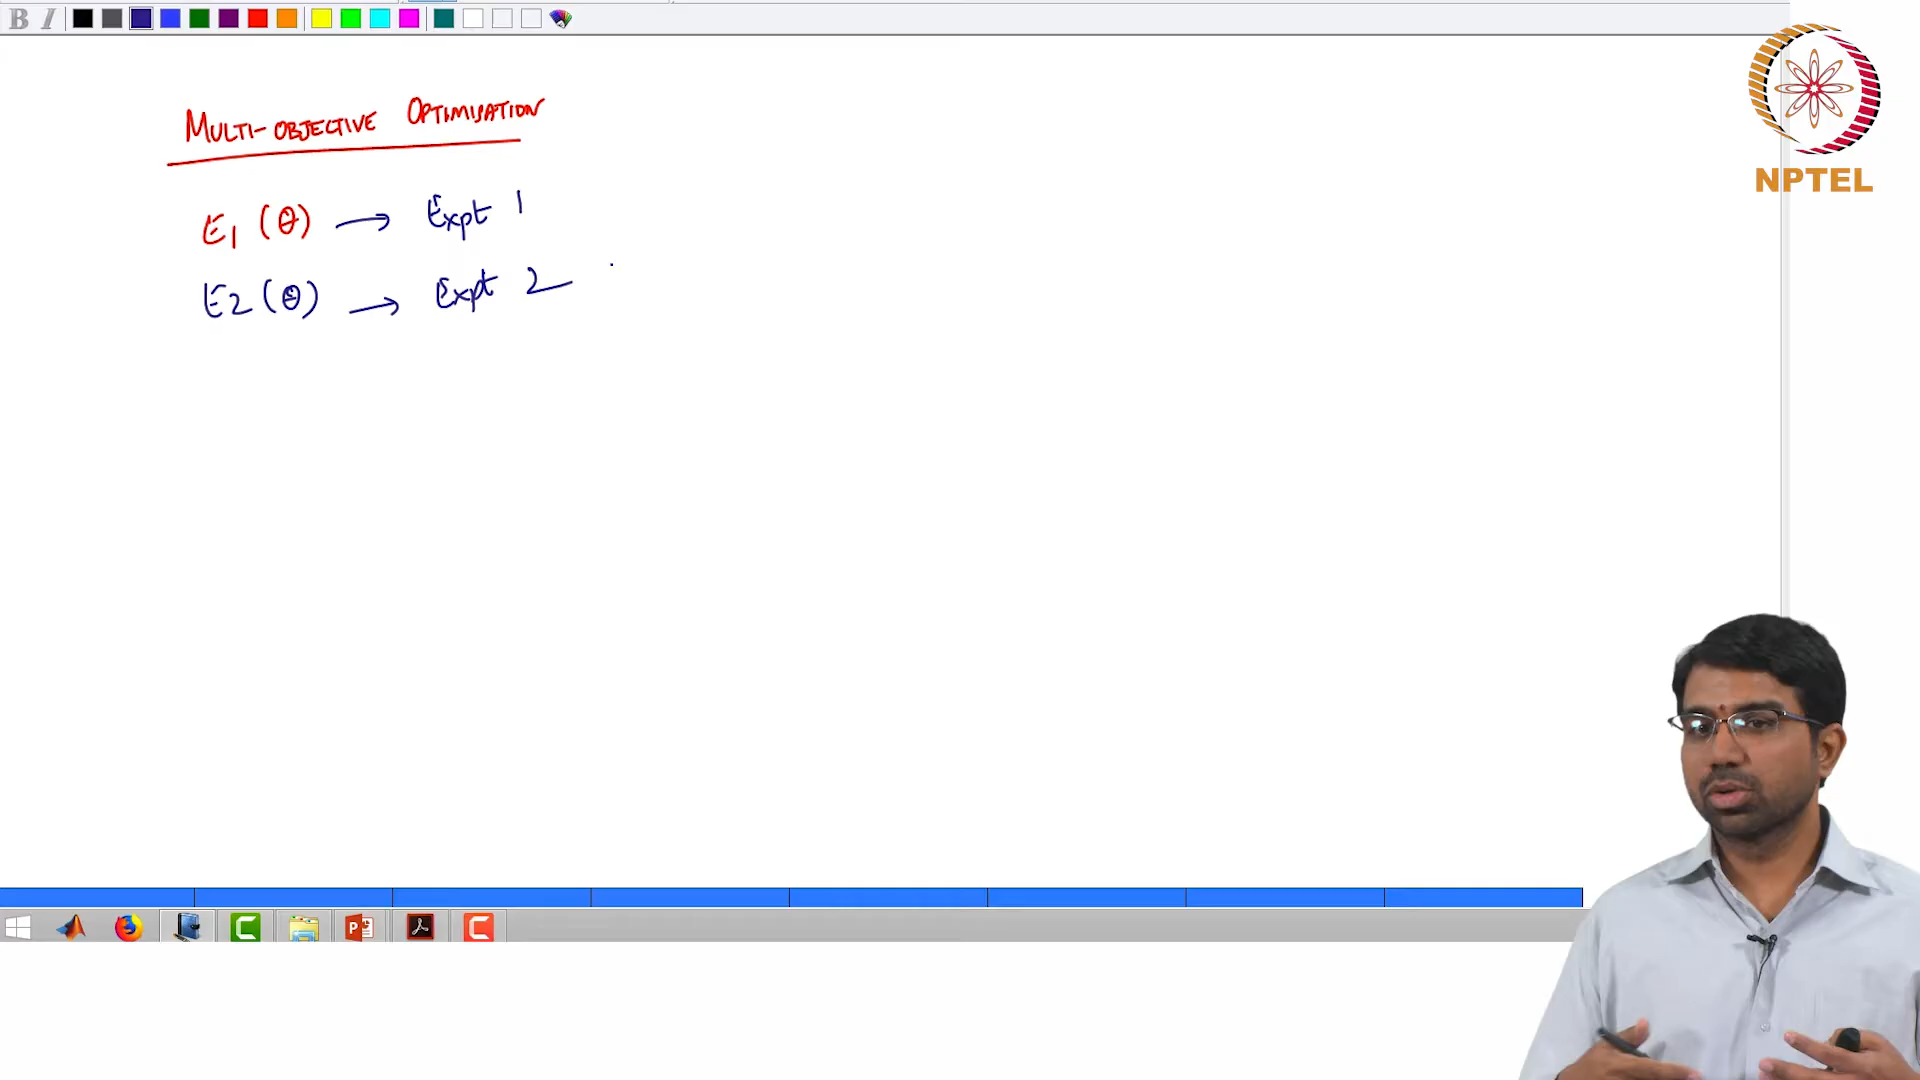 B I
NPTEL
MULTI-OBJECTIVE OPTIMISATION
E1 (θ) → Expt 1
E2 (θ) → Expt 2